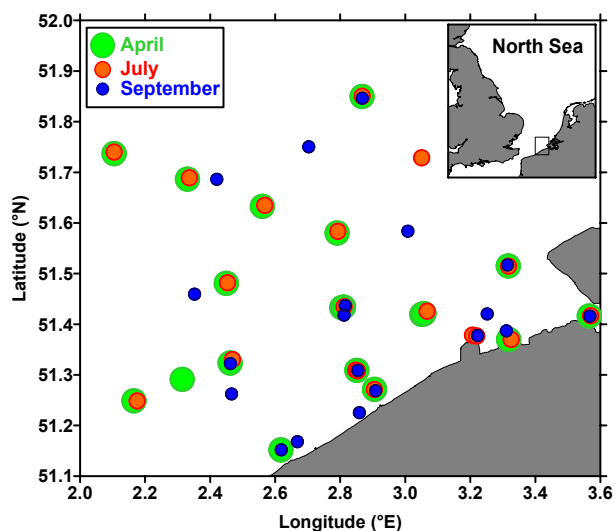 52.0
51.9
51.8
51.7
51.6
51.5
51.4
51.3
51.2
51.1
Latitude (°N)
April
July
September
North Sea
2.0 2.2 2.4 2.6 2.8 3.0 3.2 3.4 3.6
Longitude (°E)